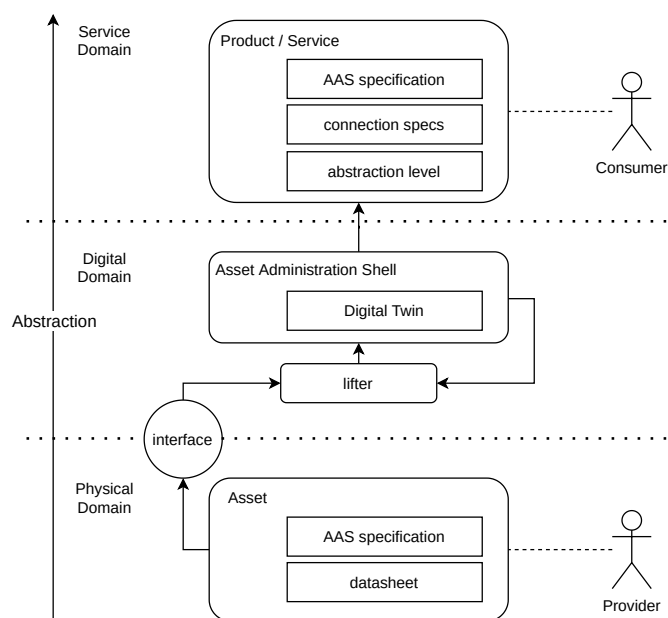 Service
Domain
Product / Service
AAS specification
connection specs
abstraction level
Consumer
Digital
Domain
Asset Administration Shell
Digital Twin
Abstraction
lifter
interface
Physical
Domain
Asset
AAS specification
datasheet
Provider